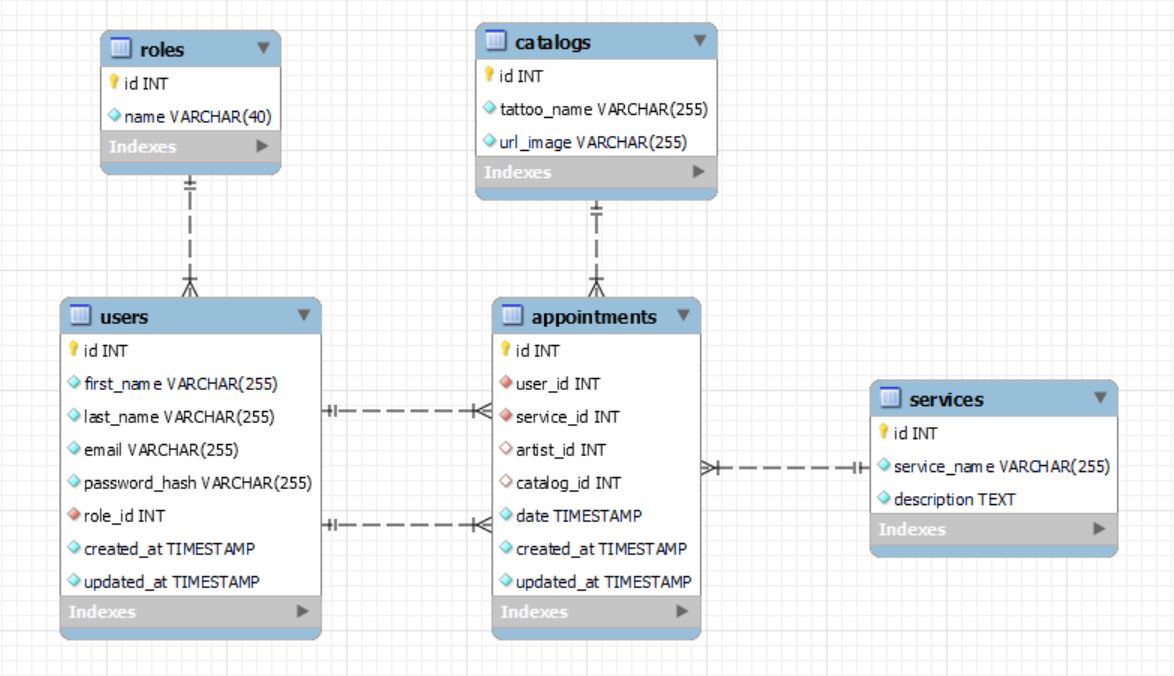 roles
id INT
name VARCHAR(40)
Indexes
catalogs
id INT
tattoo_name VARCHAR(255)
url_image VARCHAR(255)
Indexes
users
id INT
first_name VARCHAR(255)
last_name VARCHAR(255)
email VARCHAR(255)
password_hash VARCHAR(255)
role_id INT
created_at TIMESTAMP
updated_at TIMESTAMP
Indexes
appointments
id INT
user_id INT
service_id INT
artist_id INT
catalog_id INT
date TIMESTAMP
created_at TIMESTAMP
updated_at TIMESTAMP
Indexes
services
id INT
service_name VARCHAR(255)
description TEXT
Indexes